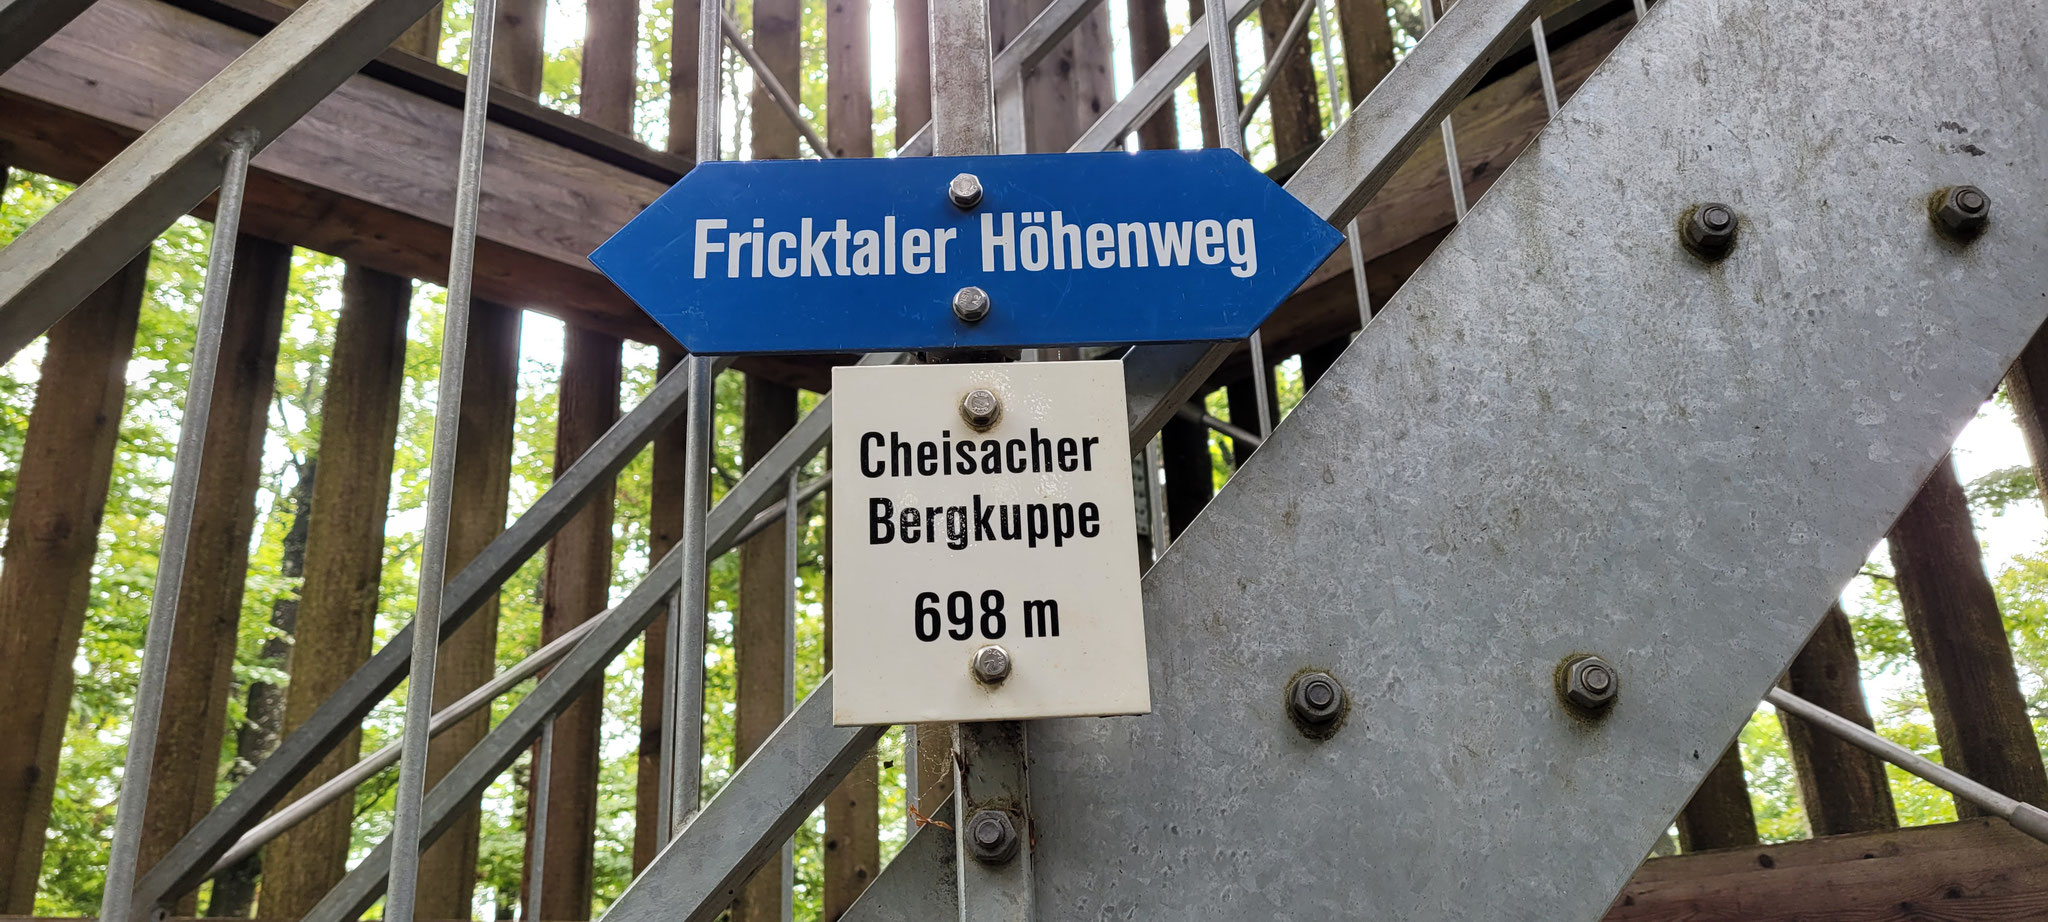 Fricktaler Höhenweg
Cheisacher
Bergkuppe
698 m